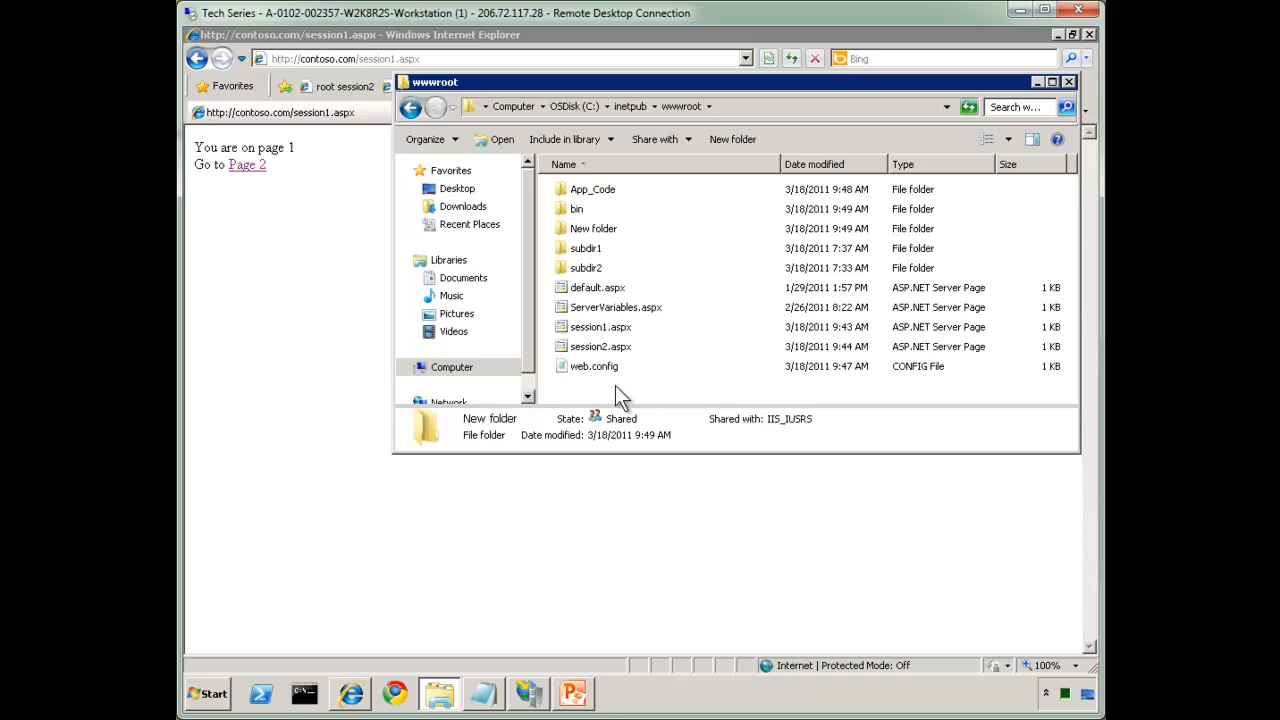 Tech Series - A-0102-002357-W2K8R2S-Workstation (1) - 206.72.117.28 - Remote Desktop Connection
http://contoso.com/session1.aspx - Windows Internet Explorer
http://contoso.com/session1.aspx
Bing
Favorites
root session2
http://contoso.com/session1.aspx
You are on page 1
Go to Page 2
wwwroot
Computer OSDisk (C:) inetpub wwwroot
Search w...
Organize Open Include in library Share with New folder
Favorites
Desktop
Downloads
Recent Places
Libraries
Documents
Music
Pictures
Videos
Computer
Network
Name Date modified Type Size
App_Code 3/18/2011 9:48 AM File folder
bin 3/18/2011 9:49 AM File folder
New folder 3/18/2011 9:49 AM File folder
subdir1 3/18/2011 7:37 AM File folder
subdir2 3/18/2011 7:33 AM File folder
default.aspx 1/29/2011 1:57 PM ASP.NET Server Page 1 KB
ServerVariables.aspx 2/26/2011 8:22 AM ASP.NET Server Page 1 KB
session1.aspx 3/18/2011 9:43 AM ASP.NET Server Page 1 KB
session2.aspx 3/18/2011 9:44 AM ASP.NET Server Page 1 KB
web.config 3/18/2011 9:47 AM CONFIG File 1 KB
New folder State: Shared Shared with: IIS_IUSRS
File folder Date modified: 3/18/2011 9:49 AM
Internet | Protected Mode: Off
100%
Start